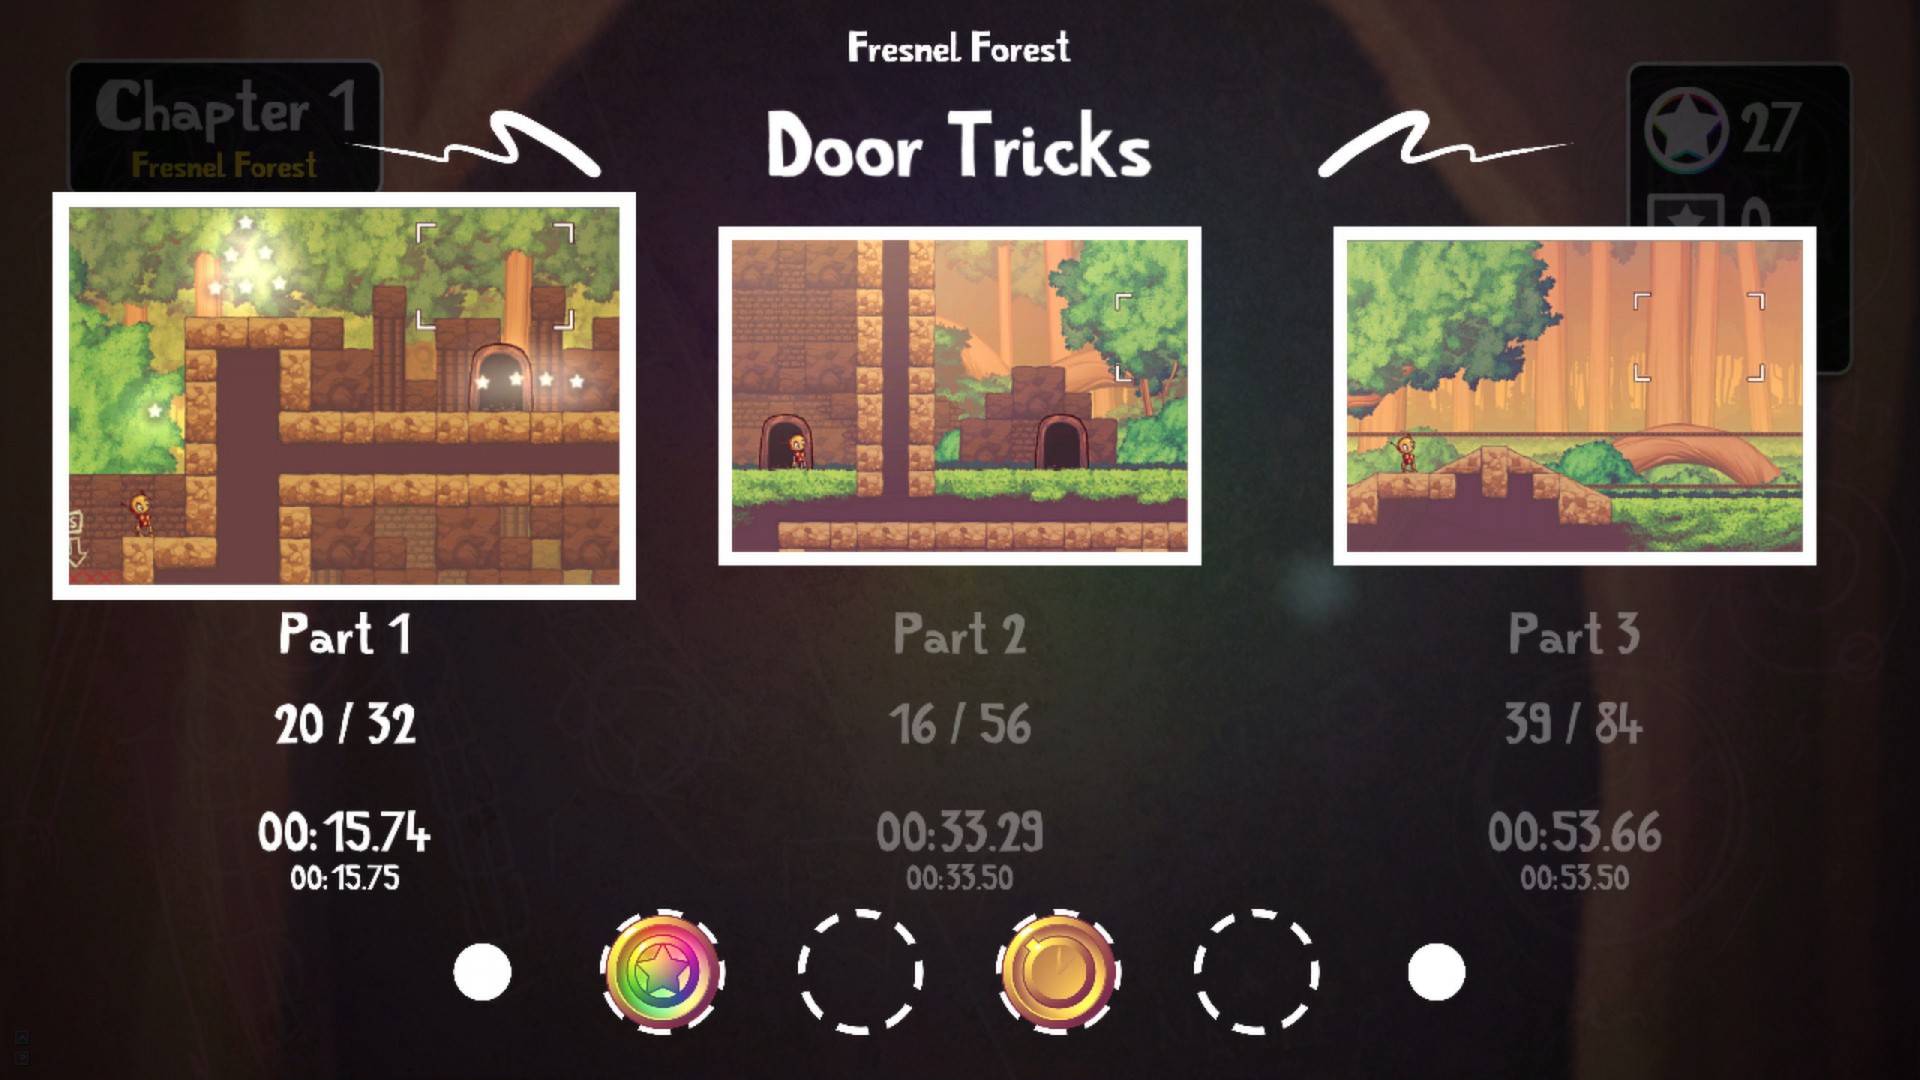 Fresnel Forest
Chapter 1
Fresnel Forest
Door Tricks
27
0
Part 1
20 / 32
00:15.74
00:15.75
Part 2
16 / 56
00:33.29
00:33.50
Part 3
39 / 84
00:53.66
00:53.50